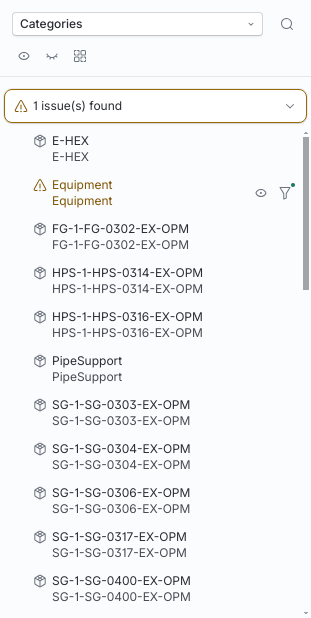 Categories
1 issue(s) found
E-HEX
E-HEX
Equipment
Equipment
FG-1-FG-0302-EX-OPM
FG-1-FG-0302-EX-OPM
HPS-1-HPS-0314-EX-OPM
HPS-1-HPS-0314-EX-OPM
HPS-1-HPS-0316-EX-OPM
HPS-1-HPS-0316-EX-OPM
PipeSupport
PipeSupport
SG-1-SG-0303-EX-OPM
SG-1-SG-0303-EX-OPM
SG-1-SG-0304-EX-OPM
SG-1-SG-0304-EX-OPM
SG-1-SG-0306-EX-OPM
SG-1-SG-0306-EX-OPM
SG-1-SG-0317-EX-OPM
SG-1-SG-0317-EX-OPM
SG-1-SG-0400-EX-OPM
SG-1-SG-0400-EX-OPM